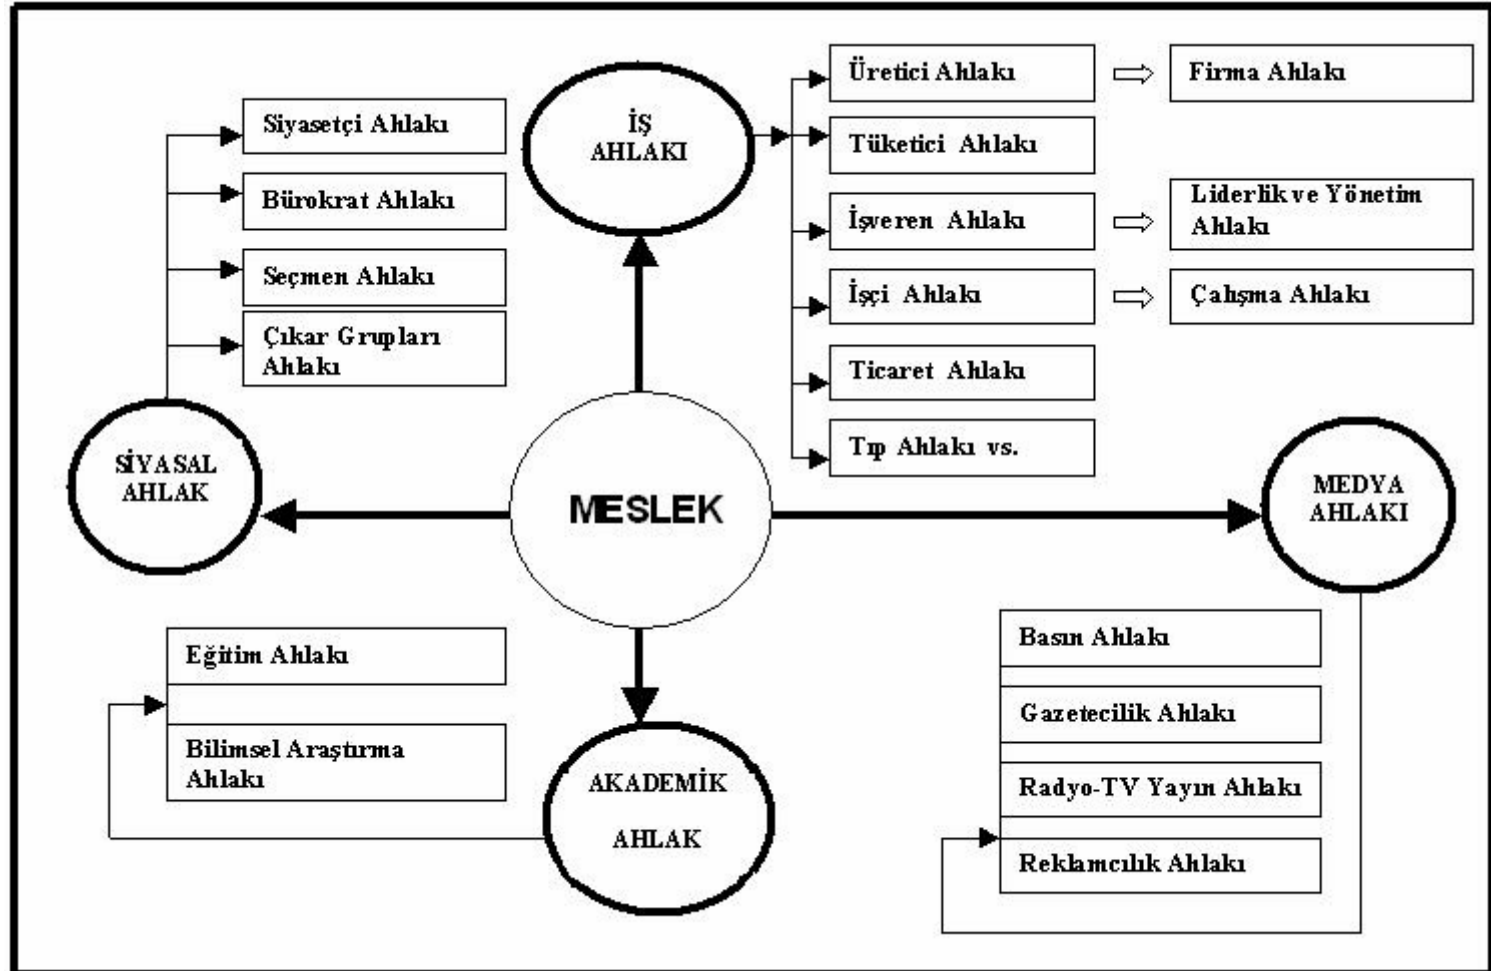 Siyasetçi Ahlakı
Bürokrat Ahlakı
Seçmen Ahlakı
Çıkar Grupları
Ahlakı
SİYASAL
AHLAK
İŞ
AHLAKI
Üretici Ahlakı
Firma Ahlakı
Tüketici Ahlakı
İşveren Ahlakı
Liderlik ve Yönetim
Ahlakı
İşçi Ahlakı
Çalışma Ahlakı
Ticaret Ahlakı
Tıp Ahlakı vs.
MESLEK
MEDYA
AHLAKI
Eğitim Ahlakı
Bilimsel Araştırma
Ahlakı
AKADEMİK
AHLAK
Basın Ahlakı
Gazetecilik Ahlakı
Radyo-TV Yayın Ahlakı
Reklamcılık Ahlakı